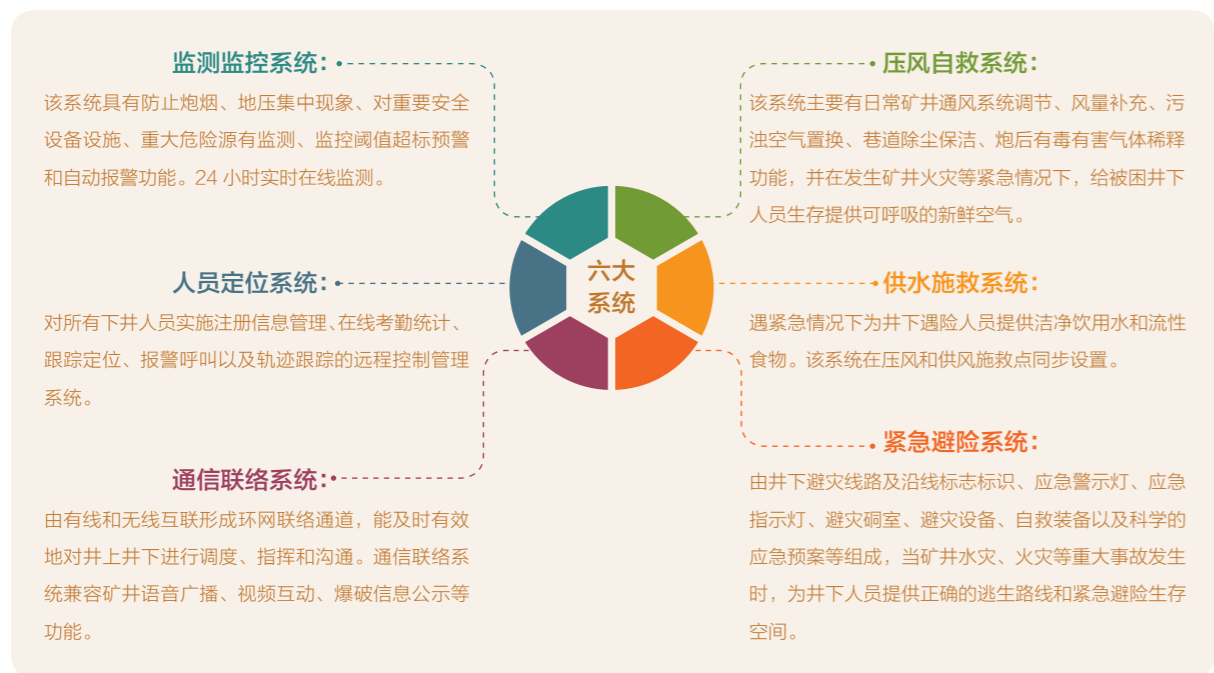 监测监控系统：
该系统具有防止炮烟、地压集中现象、对重要安全
设备设施、重大危险源有监测、监控阈值超标预警
和自动报警功能。24 小时实时在线监测。
人员定位系统：
对所有下井人员实施注册信息管理、在线考勤统计、
跟踪定位、报警呼叫以及轨迹跟踪的远程控制管理
系统。
通信联络系统：
由有线和无线互联形成环网联络通道，能及时有效
地对井上井下进行调度、指挥和沟通。通信联络系
统兼容矿井语音广播、视频互动、爆破信息公示等
功能。
六大
系统
压风自救系统：
该系统主要有日常矿井通风系统调节、风量补充、污
浊空气置换、巷道除尘保洁、炮后有毒有害气体稀释
功能，并在发生矿井火灾等紧急情况下，给被困井下
人员生存提供可呼吸的新鲜空气。
供水施救系统：
遇紧急情况下为井下遇险人员提供洁净饮用水和流性
食物。该系统在压风和供风施救点同步设置。
紧急避险系统：
由井下避灾线路及沿线标志标识、应急警示灯、应急
指示灯、避灾硐室、避灾设备、自救装备以及科学的
应急预案等组成，当矿井水灾、火灾等重大事故发生
时，为井下人员提供正确的逃生路线和紧急避险生存
空间。